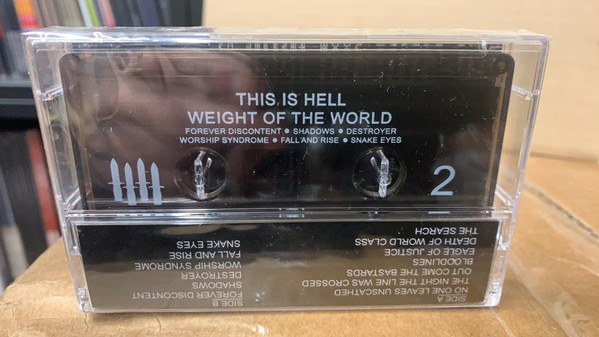 THIS IS HELL
WEIGHT OF THE WORLD
FOREVER DISCONTENT ● SHADOWS ● DESTROYER
WORSHIP SYNDROME ● FALL AND RISE ● SNAKE EYES
2
SIDE A
NO ONE LEAVES UNSCATHED
THE NIGHT THE LINE WAS CROSSED
OUT COME THE BASTARDS
BLOODLINES
EAGLE OF JUSTICE
DEATH OF WORLD CLASS
THE SEARCH
SIDE B
FOREVER DISCONTENT
SHADOWS
DESTROYER
WORSHIP SYNDROME
FALL AND RISE
SNAKE EYES